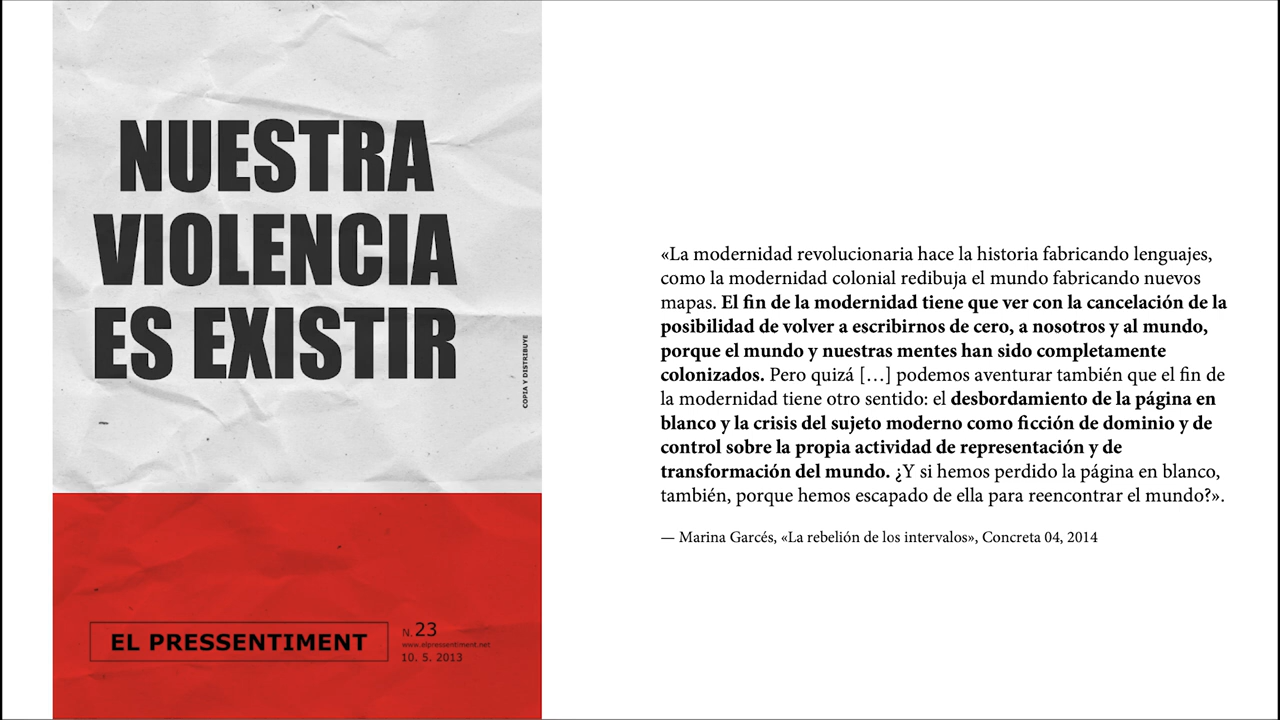 NUESTRA
VIOLENCIA
ES EXISTIR
COPIA Y DISTRIBUYE
EL PRESSENTIMENT
N. 23
www.elpressentiment.net
10. 5. 2013
«La modernidad revolucionaria hace la historia fabricando lenguajes,
como la modernidad colonial redibuja el mundo fabricando nuevos
mapas. El fin de la modernidad tiene que ver con la cancelación de la
posibilidad de volver a escribirnos de cero, a nosotros y al mundo,
porque el mundo y nuestras mentes han sido completamente
colonizados. Pero quizá […] podemos aventurar también que el fin de
la modernidad tiene otro sentido: el desbordamiento de la página en
blanco y la crisis del sujeto moderno como ficción de dominio y de
control sobre la propia actividad de representación y de
transformación del mundo. ¿Y si hemos perdido la página en blanco,
también, porque hemos escapado de ella para reencontrar el mundo?».
— Marina Garcés, «La rebelión de los intervalos», Concreta 04, 2014